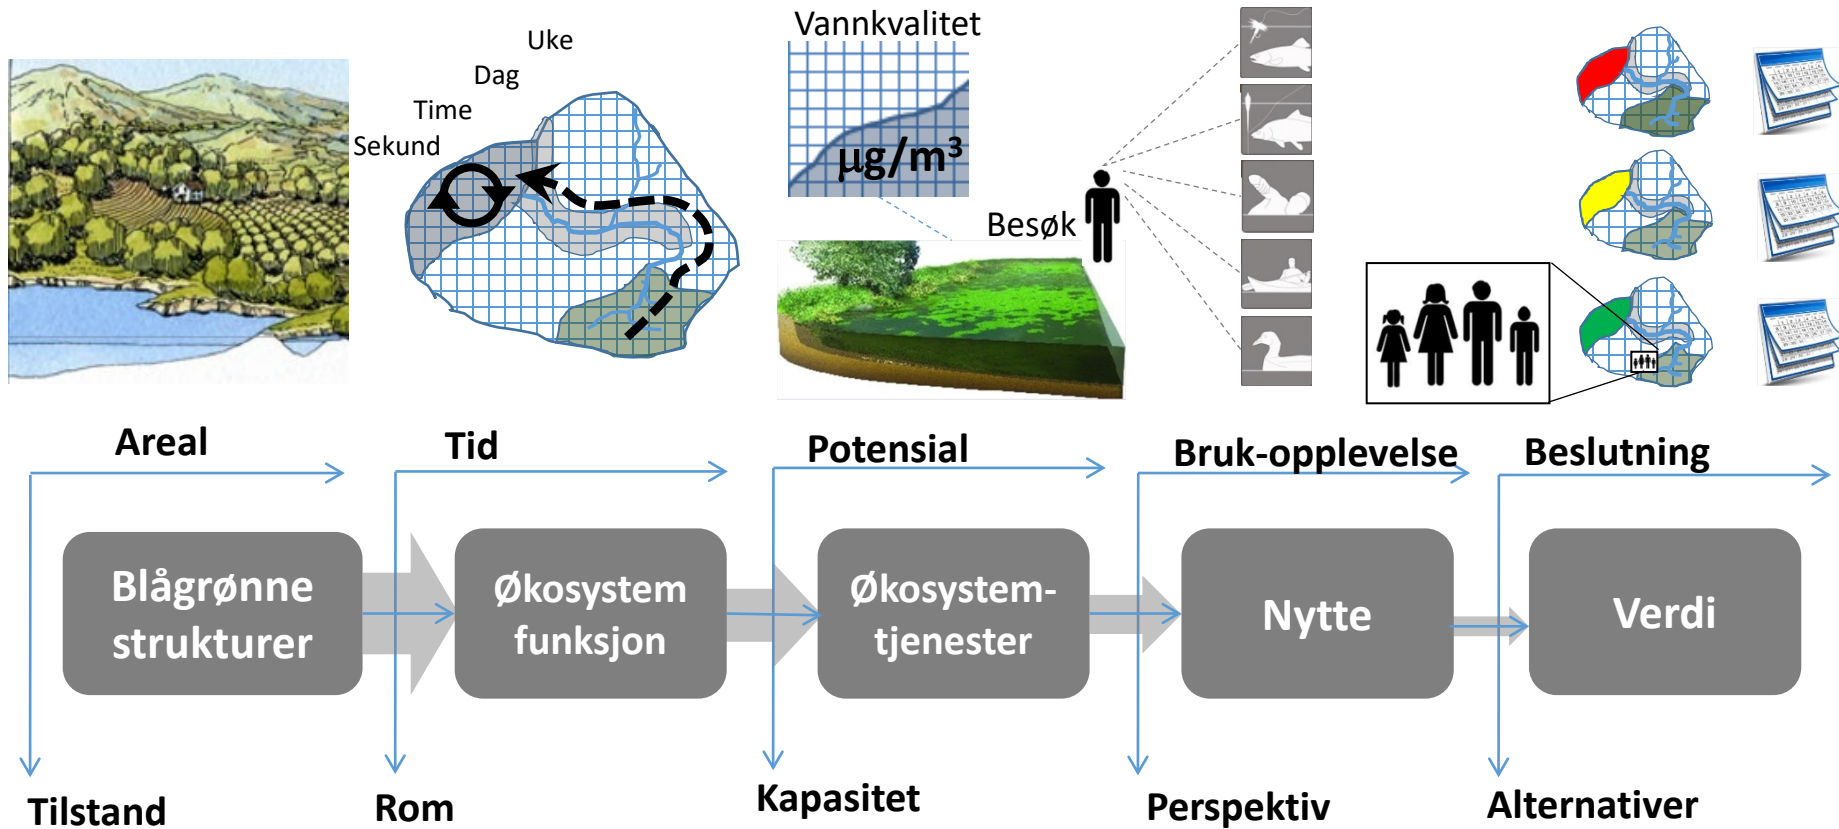 Uke
Dag
Time
Sekund
Vannkvalitet
µg/m³
Besøk
Areal
Tid
Potensial
Bruk-opplevelse
Beslutning
Blågrønne
strukturer
Økosystem
funksjon
Økosystem-
tjenester
Nytte
Verdi
Tilstand
Rom
Kapasitet
Perspektiv
Alternativer